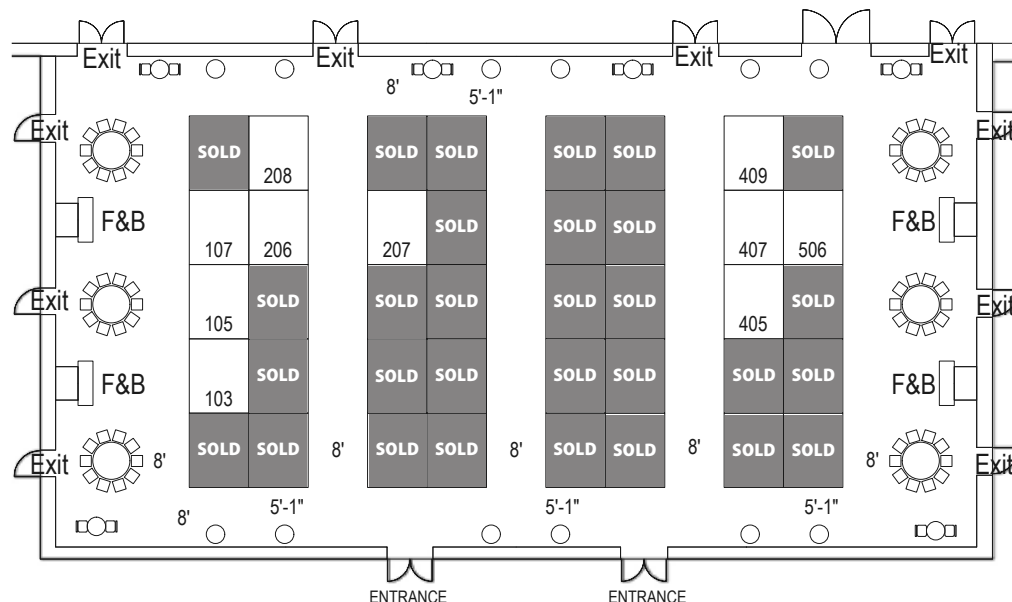 Exit Exit Exit Exit
8' 5'-1"
Exit Exit
SOLD SOLD SOLD SOLD SOLD SOLD
208 409
F&B F&B
SOLD SOLD SOLD
107 206 207 407 506
Exit Exit
SOLD SOLD SOLD SOLD SOLD SOLD
105 405
SOLD SOLD SOLD SOLD SOLD SOLD SOLD
F&B F&B
103
SOLD SOLD SOLD SOLD SOLD SOLD SOLD SOLD
8' 8' 8' 8' 8'
Exit Exit
8' 5'-1" 5'-1" 5'-1"
ENTRANCE ENTRANCE